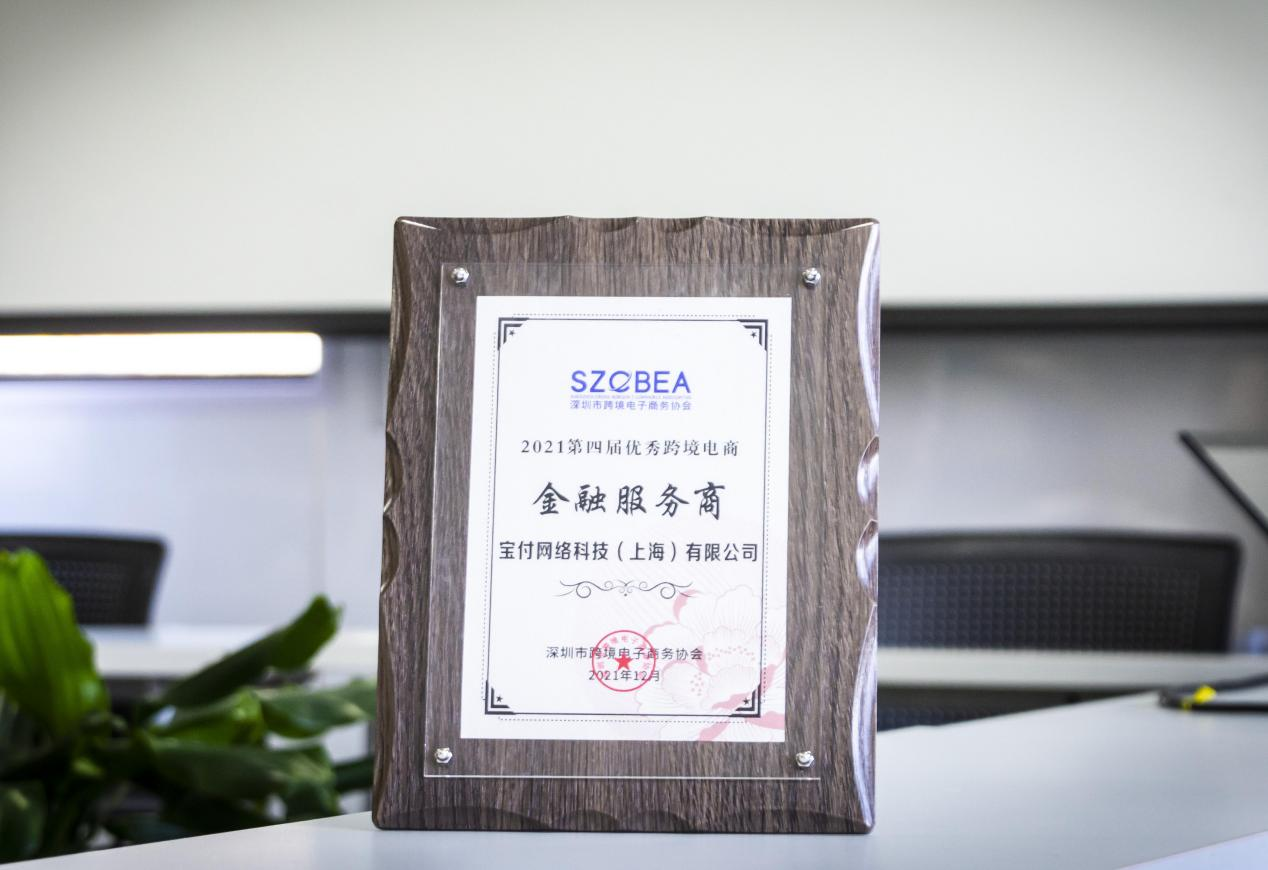 SZCBEA
深圳市跨境电子商务协会
2021第四届优秀跨境电商
金融服务商
宝付网络科技（上海）有限公司
深圳市跨境电子商务协会
2021年12月